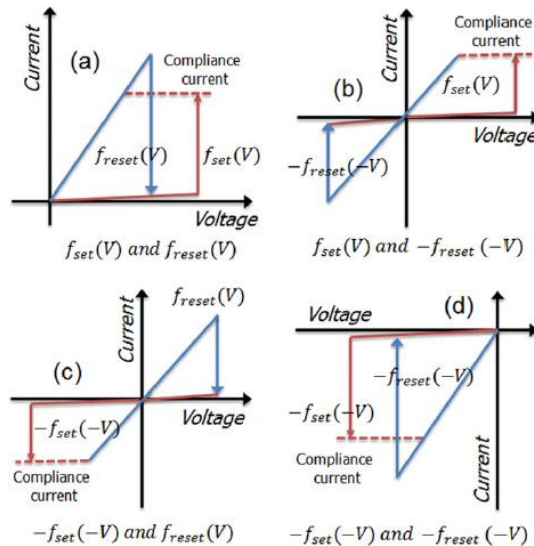 (a)
Current
Compliance
current
f_reset(V)
f_set(V)
Voltage
f_set(V) and f_reset(V)
(b)
Current
Compliance
current
f_set(V)
Voltage
-f_reset(-V)
f_set(V) and -f_reset(-V)
(c)
Current
f_reset(V)
Voltage
-f_set(-V)
Compliance
current
-f_set(-V) and f_reset(V)
(d)
Voltage
-f_reset(-V)
-f_set(-V)
Compliance
current
Current
-f_set(-V) and -f_reset(-V)